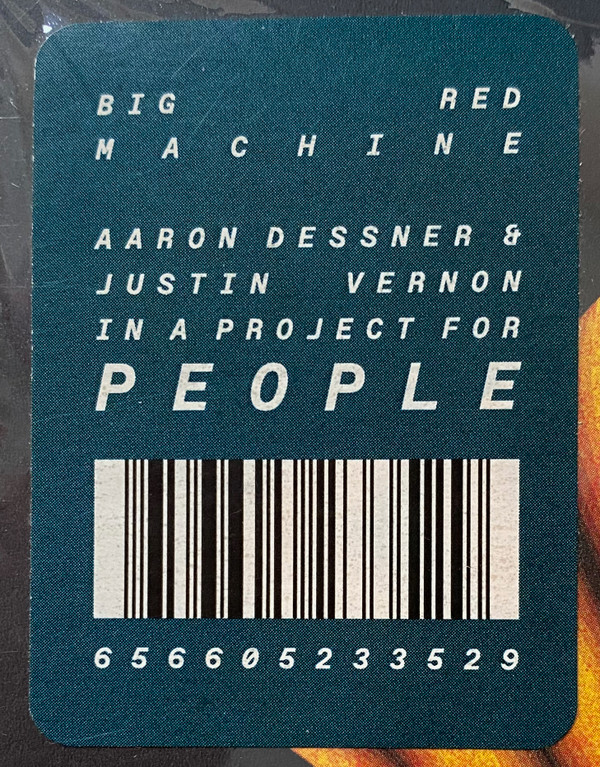 BIG RED
MACHINE
AARON DESSNER &
JUSTIN VERNON
IN A PROJECT FOR
PEOPLE
656605233529